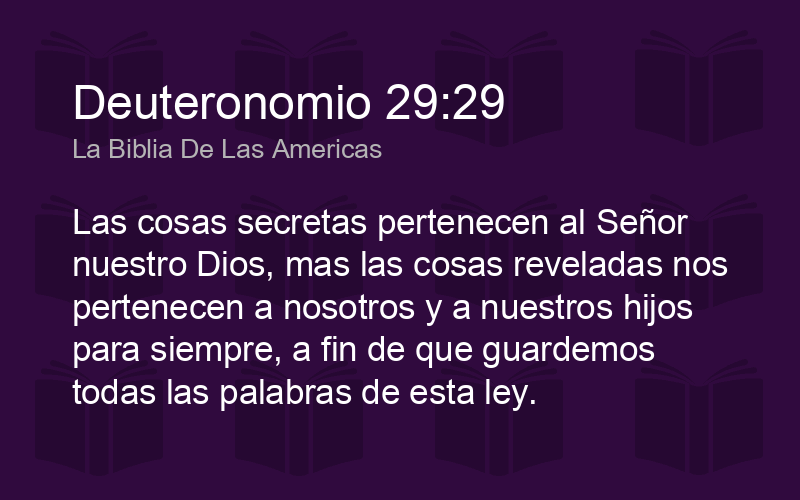 Deuteronomio 29:29
La Biblia De Las Americas
Las cosas secretas pertenecen al Señor
nuestro Dios, mas las cosas reveladas nos
pertenecen a nosotros y a nuestros hijos
para siempre, a fin de que guardemos
todas las palabras de esta ley.